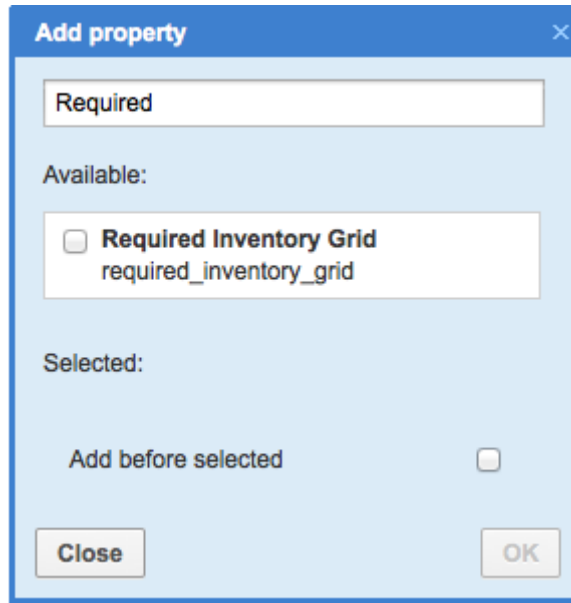 Add property
Required
Available:
Required Inventory Grid
required_inventory_grid
Selected:
Add before selected
Close
OK